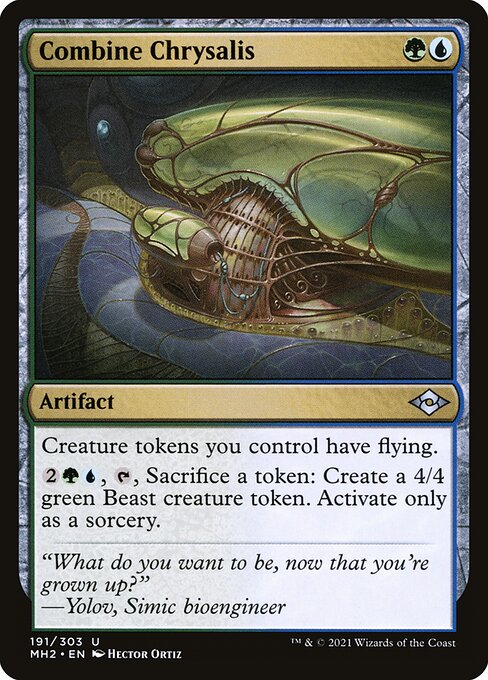 Combine Chrysalis
Artifact
Creature tokens you control have flying.
2, , Sacrifice a token: Create a 4/4
green Beast creature token. Activate only
as a sorcery.
“What do you want to be, now that you’re
grown up?”
—Yolov, Simic bioengineer
191/303 U
™ & © 2021 Wizards of the Coast
MH2 • EN Hector Ortiz